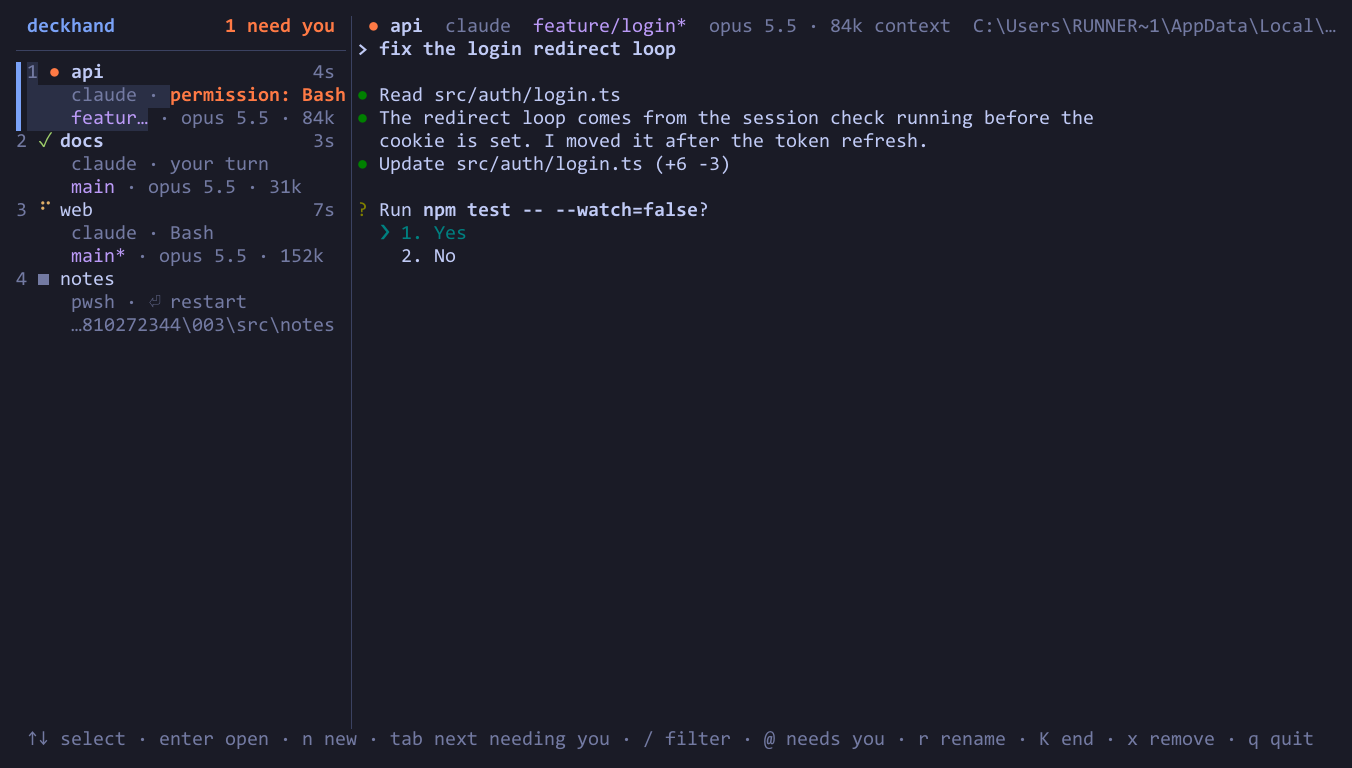 deckhand 1 need you
1 ● api 4s
claude · permission: Bash
featur… · opus 5.5 · 84k
2 ✓ docs 3s
claude · your turn
main · opus 5.5 · 31k
3 ⠋ web 7s
claude · Bash
main* · opus 5.5 · 152k
4 ■ notes
pwsh · ⏎ restart
…810272344\003\src\notes
● api claude feature/login* opus 5.5 · 84k context C:\Users\RUNNER~1\AppData\Local\…
> fix the login redirect loop
● Read src/auth/login.ts
● The redirect loop comes from the session check running before the
cookie is set. I moved it after the token refresh.
● Update src/auth/login.ts (+6 -3)
? Run npm test -- --watch=false?
❯ 1. Yes
2. No
↑↓ select · enter open · n new · tab next needing you · / filter · @ needs you · r rename · K end · x remove · q quit